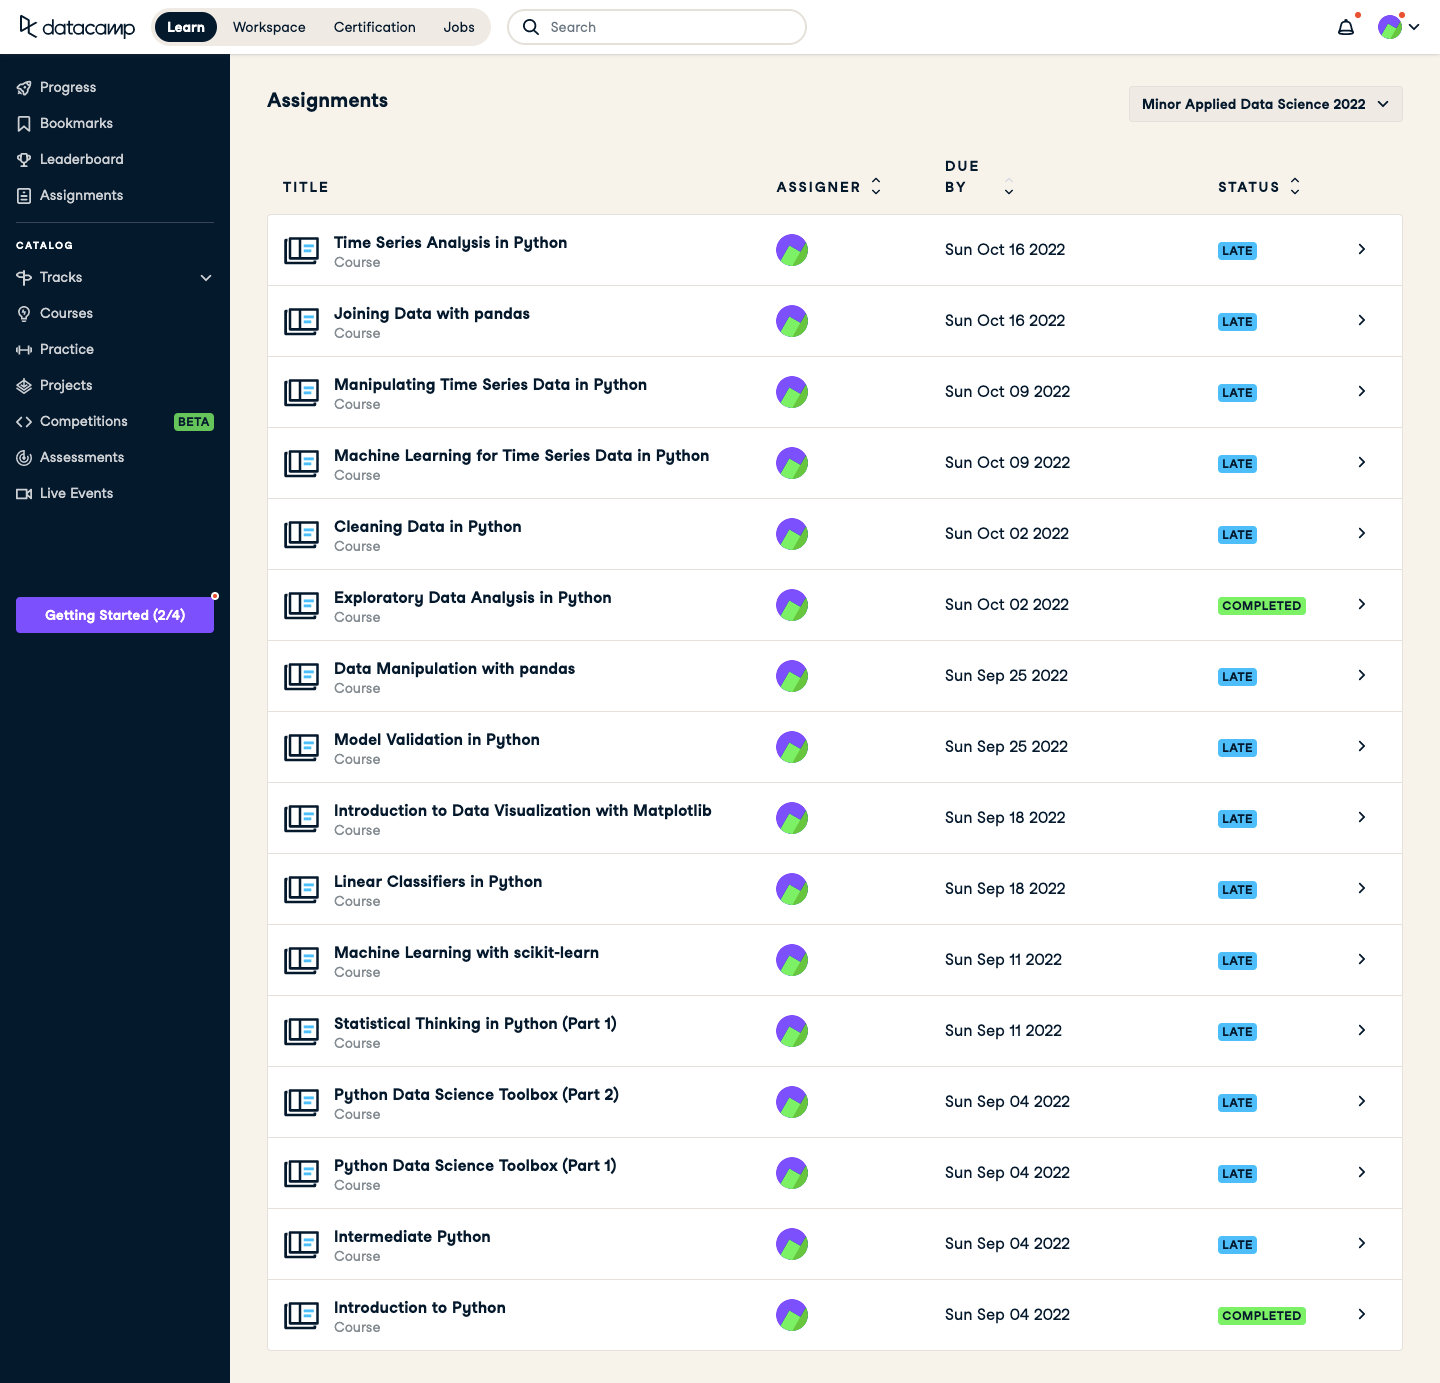 datacamp
Learn
Workspace
Certification
Jobs
Search
Progress
Bookmarks
Leaderboard
Assignments
CATALOG
Tracks
Courses
Practice
Projects
Competitions BETA
Assessments
Live Events
Getting Started (2/4)
Assignments
Minor Applied Data Science 2022
TITLE
ASSIGNER
DUE
BY
STATUS
Time Series Analysis in Python
Course
Sun Oct 16 2022
LATE
Joining Data with pandas
Course
Sun Oct 16 2022
LATE
Manipulating Time Series Data in Python
Course
Sun Oct 09 2022
LATE
Machine Learning for Time Series Data in Python
Course
Sun Oct 09 2022
LATE
Cleaning Data in Python
Course
Sun Oct 02 2022
LATE
Exploratory Data Analysis in Python
Course
Sun Oct 02 2022
COMPLETED
Data Manipulation with pandas
Course
Sun Sep 25 2022
LATE
Model Validation in Python
Course
Sun Sep 25 2022
LATE
Introduction to Data Visualization with Matplotlib
Course
Sun Sep 18 2022
LATE
Linear Classifiers in Python
Course
Sun Sep 18 2022
LATE
Machine Learning with scikit-learn
Course
Sun Sep 11 2022
LATE
Statistical Thinking in Python (Part 1)
Course
Sun Sep 11 2022
LATE
Python Data Science Toolbox (Part 2)
Course
Sun Sep 04 2022
LATE
Python Data Science Toolbox (Part 1)
Course
Sun Sep 04 2022
LATE
Intermediate Python
Course
Sun Sep 04 2022
LATE
Introduction to Python
Course
Sun Sep 04 2022
COMPLETED